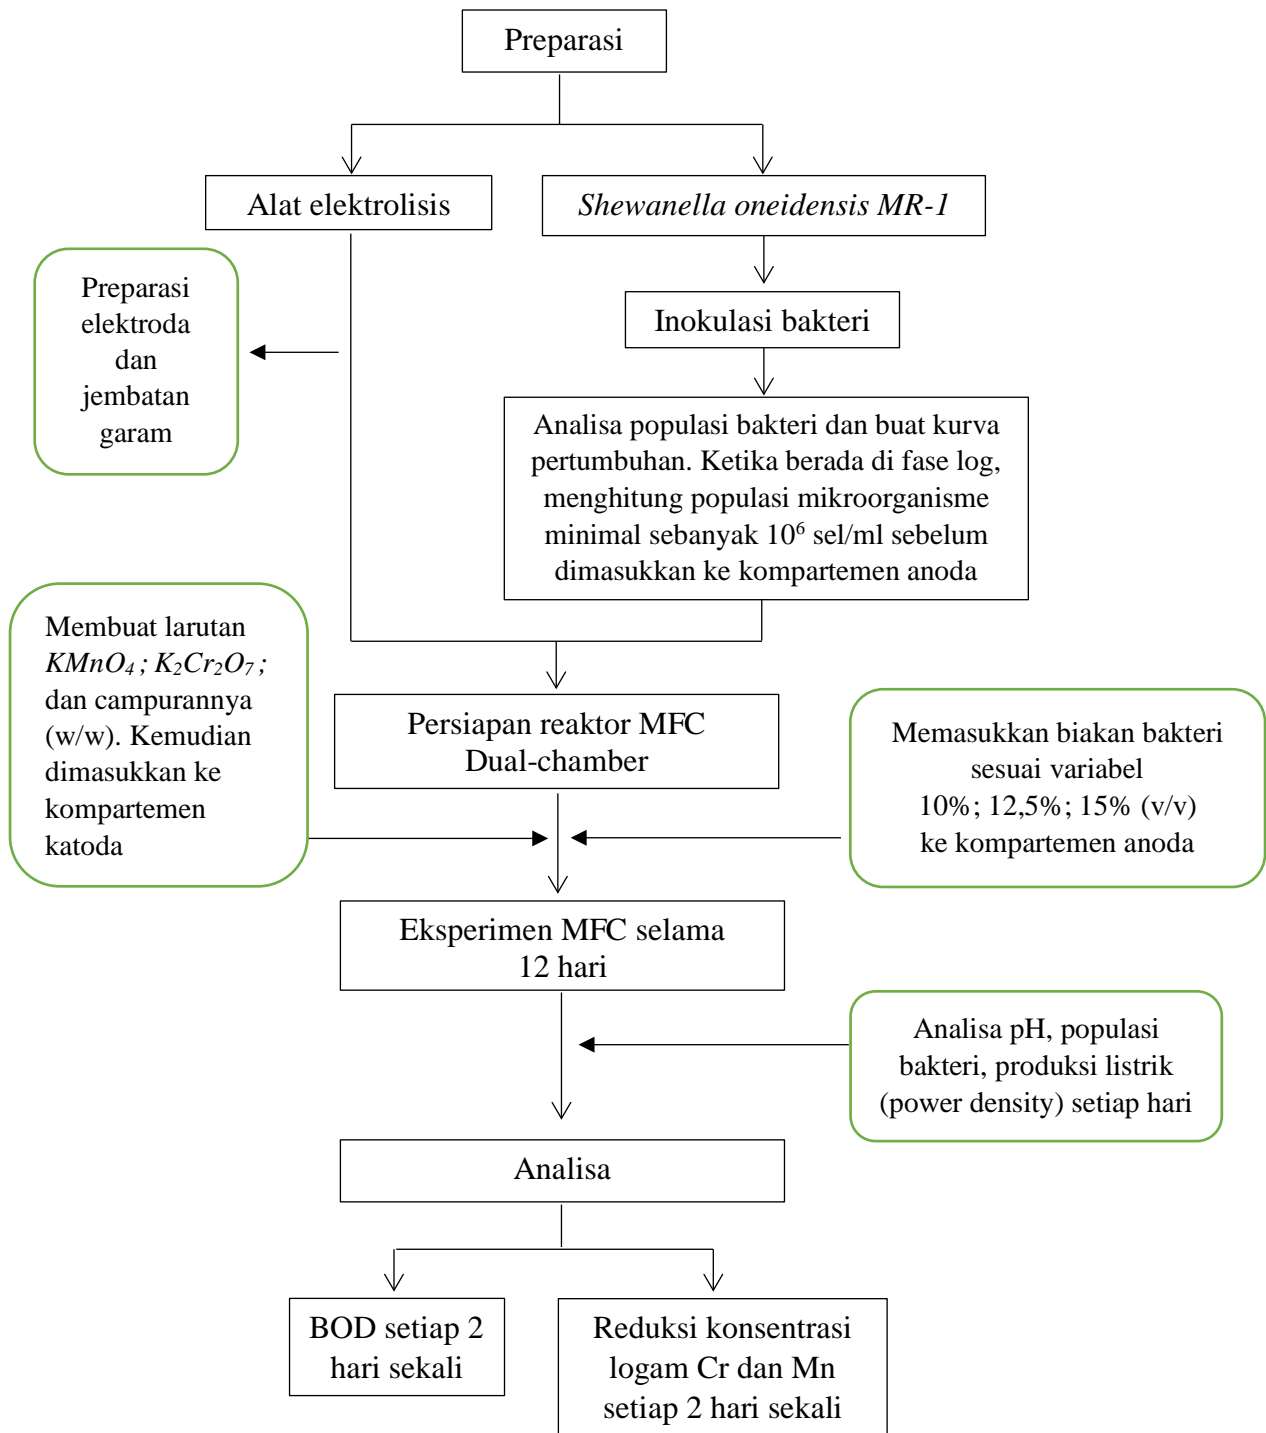 Preparasi
Alat elektrolisis
Shewanella oneidensis MR-1
Preparasi
elektroda
dan
jembatan
garam
Inokulasi bakteri
Analisa populasi bakteri dan buat kurva
pertumbuhan. Ketika berada di fase log,
menghitung populasi mikroorganisme
minimal sebanyak 10⁶ sel/ml sebelum
dimasukkan ke kompartemen anoda
Membuat larutan
KMnO₄ ; K₂Cr₂O₇ ;
dan campurannya
(w/w). Kemudian
dimasukkan ke
kompartemen
katoda
Persiapan reaktor MFC
Dual-chamber
Memasukkan biakan bakteri
sesuai variabel
10%; 12,5%; 15% (v/v)
ke kompartemen anoda
Eksperimen MFC selama
12 hari
Analisa pH, populasi
bakteri, produksi listrik
(power density) setiap hari
Analisa
BOD setiap 2
hari sekali
Reduksi konsentrasi
logam Cr dan Mn
setiap 2 hari sekali